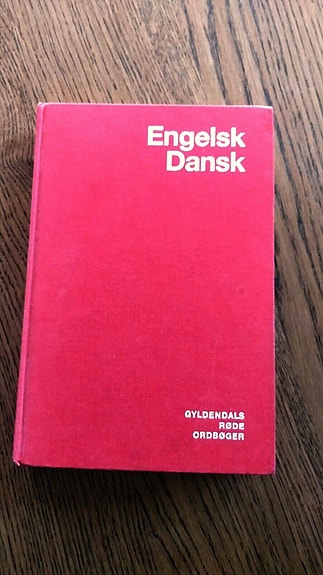 Engelsk
Dansk
GYLDENDALS
RØDE
ORDBØGER